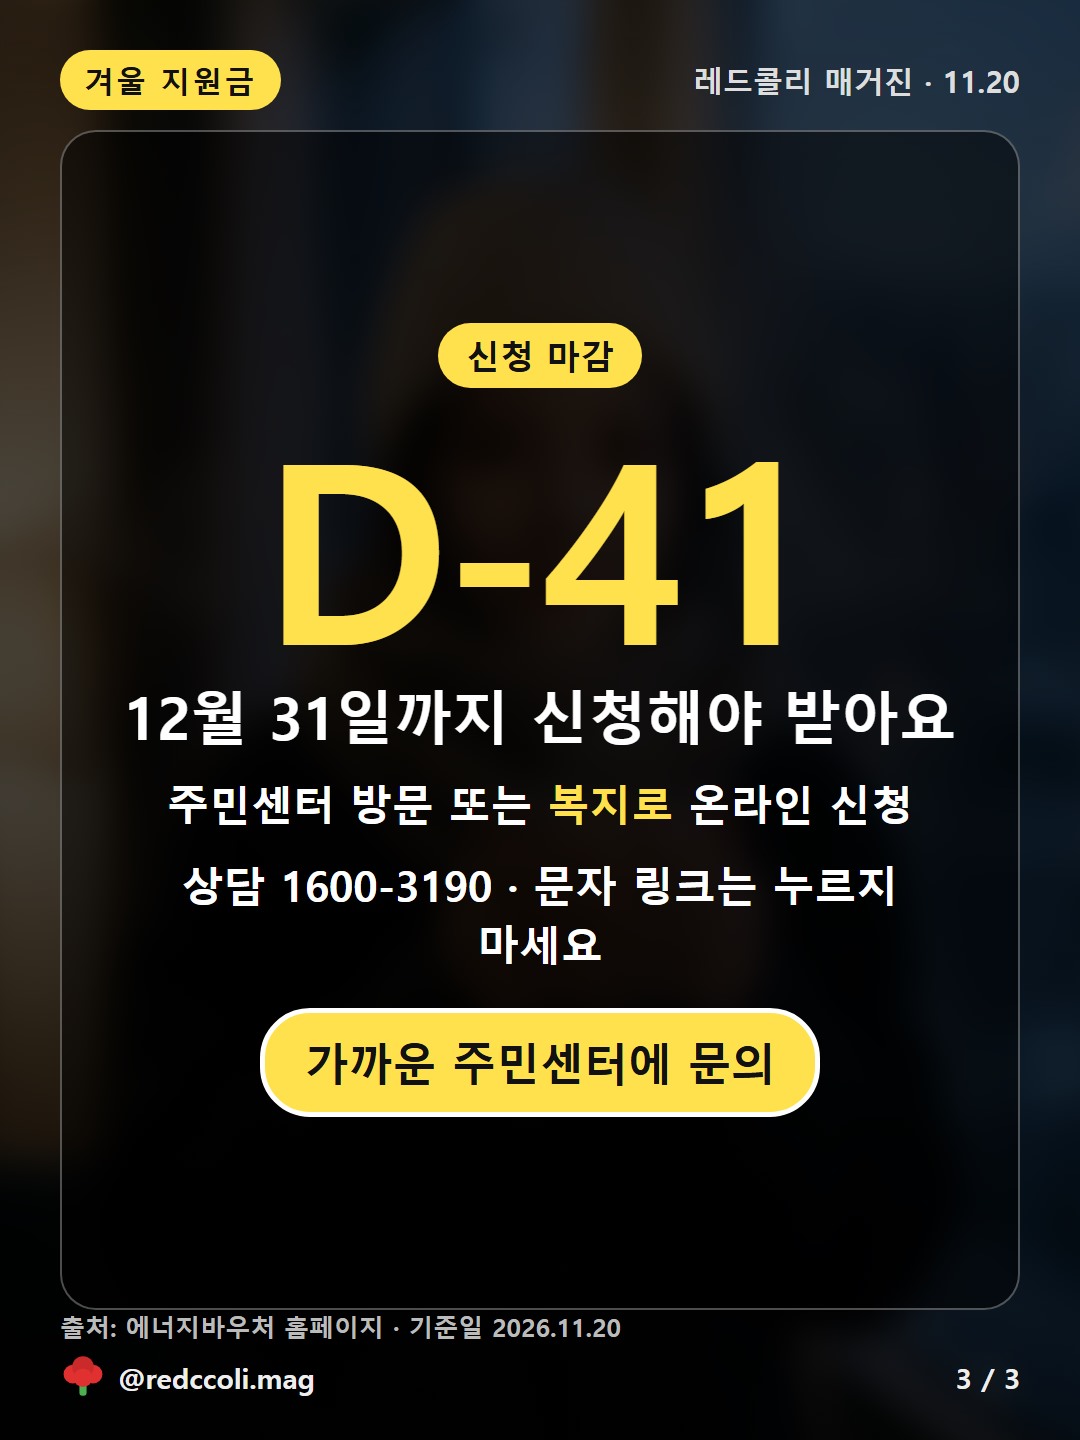 겨울 지원금
레드콜리 매거진 · 11.20
신청 마감
D-41
12월 31일까지 신청해야 받아요
주민센터 방문 또는 복지로 온라인 신청
상담 1600-3190 · 문자 링크는 누르지
마세요
가까운 주민센터에 문의
출처: 에너지바우처 홈페이지 · 기준일 2026.11.20
@redccoli.mag
3 / 3